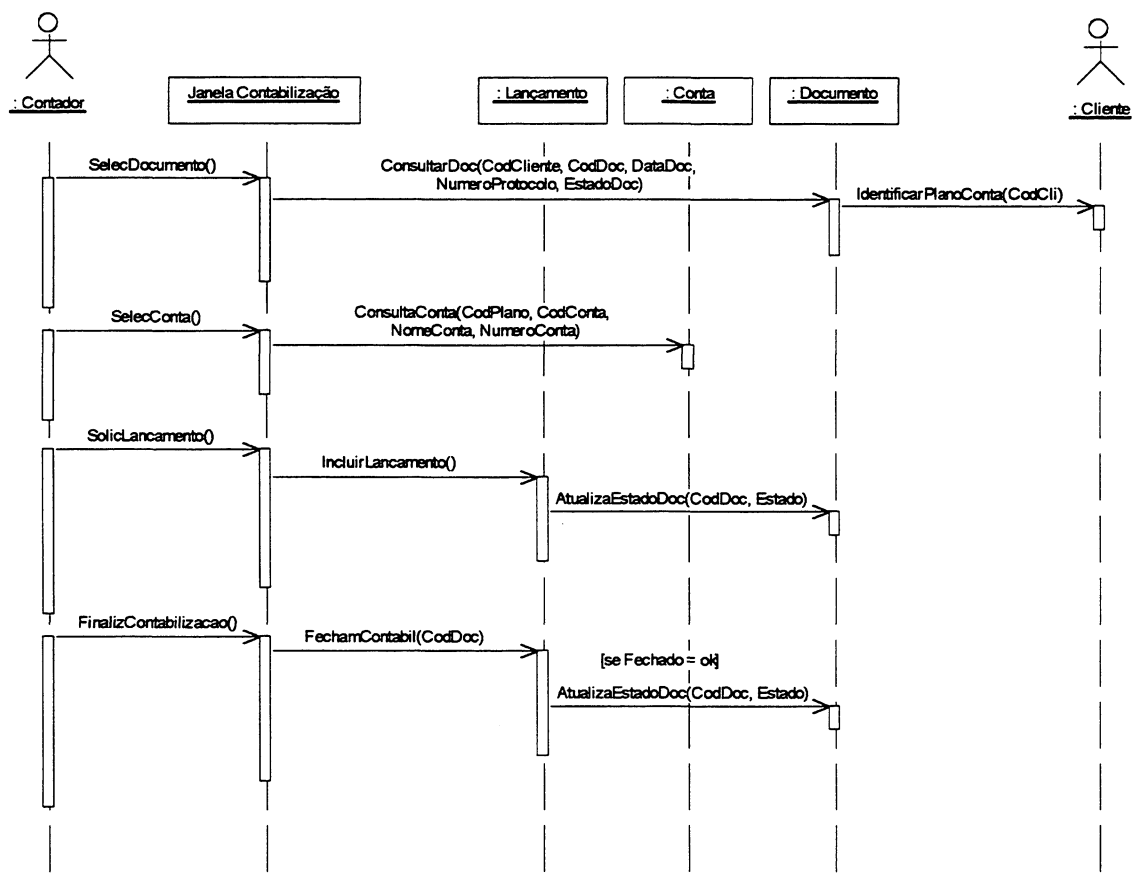 : Contador
Janela Contabilização
: Lançamento
: Conta
: Documento
: Cliente
SelecDocumento()
ConsultarDoc(CodCliente, CodDoc, DataDoc,
NumeroProtocolo, EstadoDoc)
IdentificarPlanoConta(CodCli)
SelecConta()
ConsultaConta(CodPlano, CodConta,
NomeConta, NumeroConta)
SolicLancamento()
IncluirLancamento()
AtualizaEstadoDoc(CodDoc, Estado)
FinalizContabilizacao()
FechamContabil(CodDoc)
[se Fechado = ok]
AtualizaEstadoDoc(CodDoc, Estado)